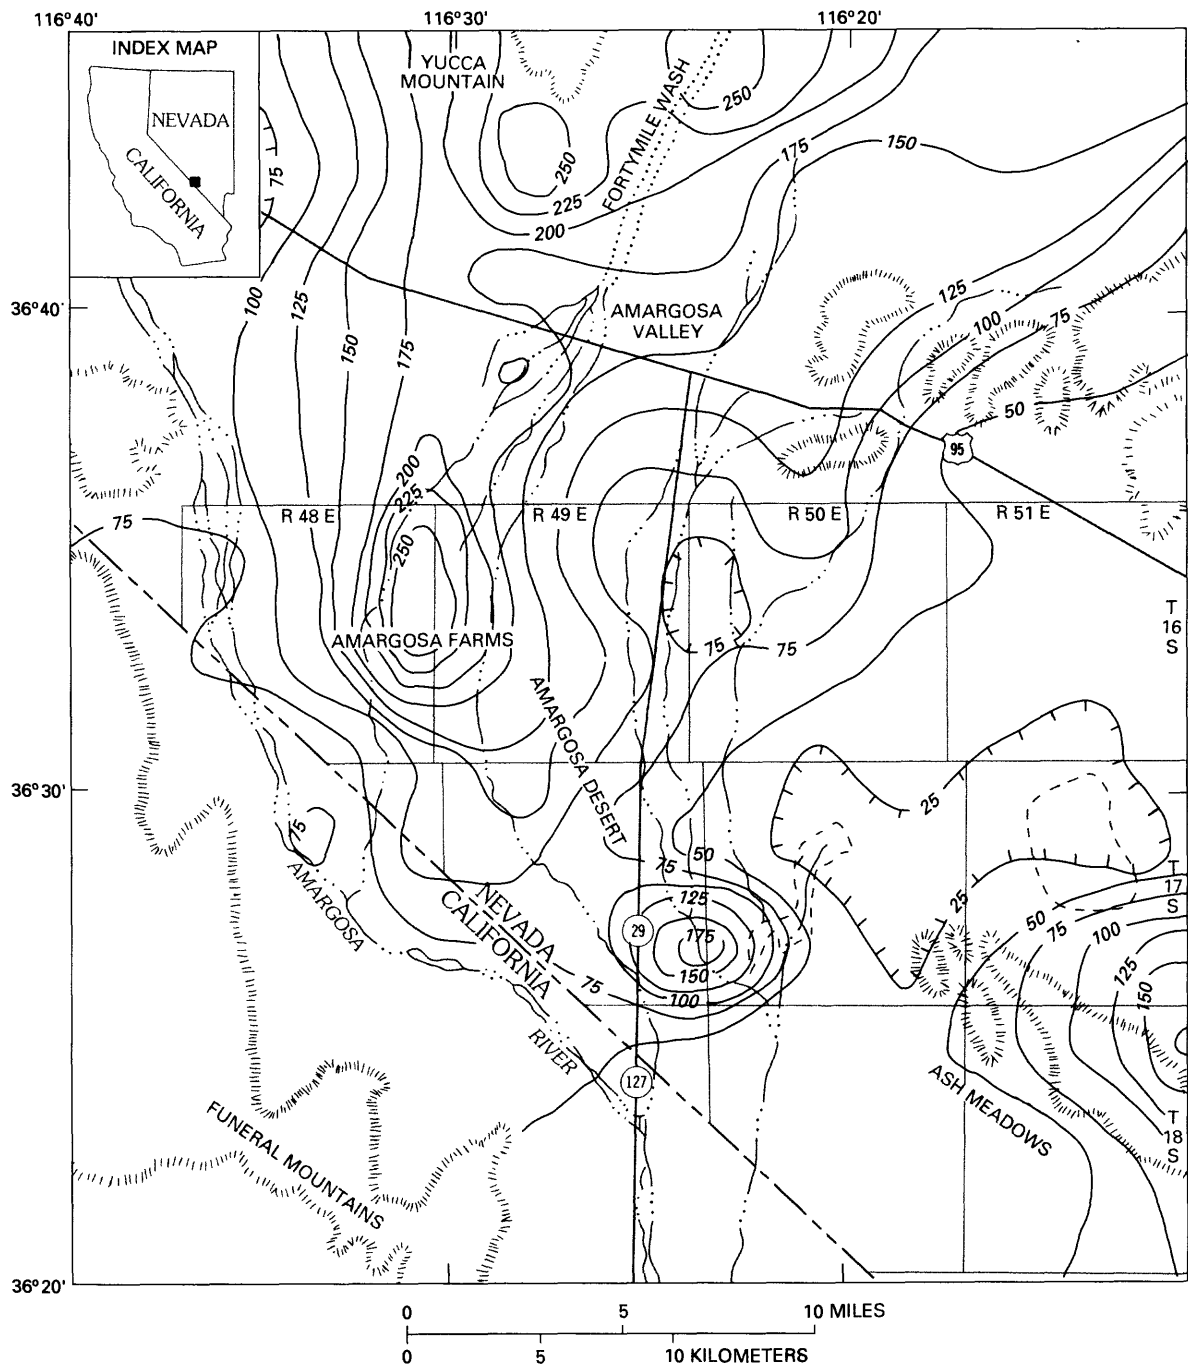 116°40'
116°30'
116°20'
INDEX MAP
NEVADA
CALIFORNIA
YUCCA
MOUNTAIN
FORTYMILE WASH
250
250
75
175
150
225
200
36°40'
100
125
150
175
AMARGOSA
VALLEY
125
100
75
50
95
200
225
250
75
R 48 E
R 49 E
R 50 E
R 51 E
T
16
S
AMARGOSA FARMS
75
75
AMARGOSA DESERT
36°30'
25
75
50
75
T
17
S
AMARGOSA
NEVADA
CALIFORNIA
125
29
175
150
100
75
25
50
75
100
125
150
RIVER
127
ASH MEADOWS
T
18
S
FUNERAL MOUNTAINS
36°20'
0 5 10 MILES
0 5 10 KILOMETERS